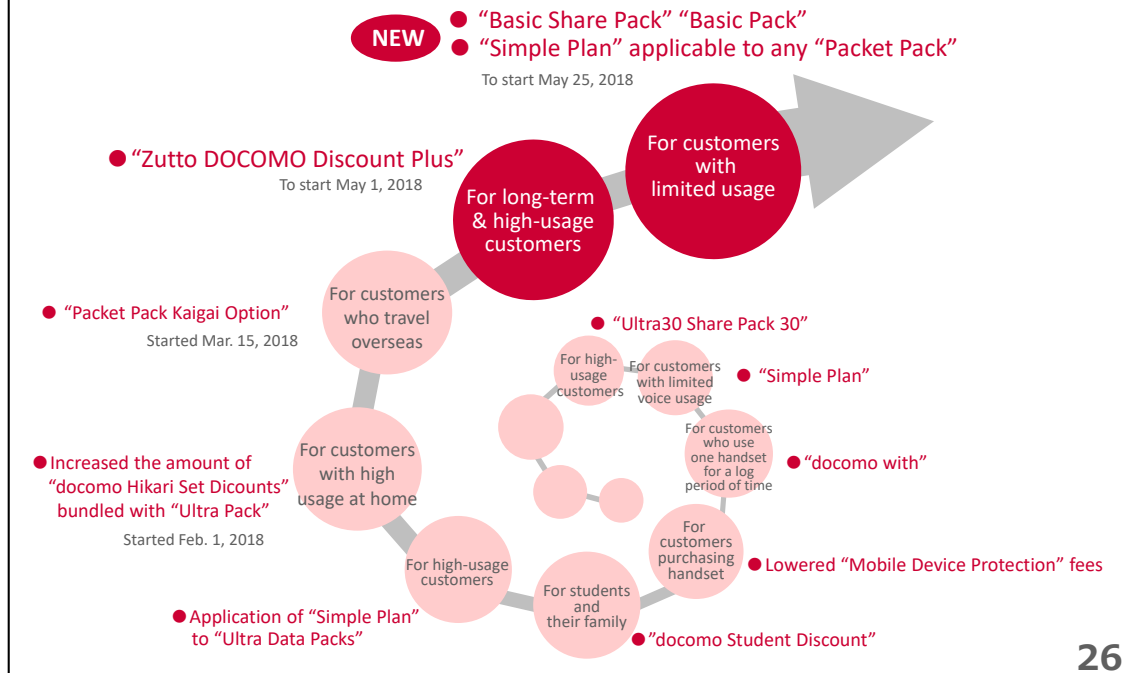 NEW
● “Basic Share Pack” “Basic Pack”
● “Simple Plan” applicable to any “Packet Pack”
To start May 25, 2018
For customers
with
limited usage
● “Zutto DOCOMO Discount Plus”
To start May 1, 2018
For long-term
& high-usage
customers
For customers
who travel
overseas
● “Packet Pack Kaigai Option”
Started Mar. 15, 2018
● “Ultra30 Share Pack 30”
For high-
usage
customers
For customers
with limited
voice usage
● “Simple Plan”
For customers
who use
one handset
for a log
period of time
● “docomo with”
For customers
with high
usage at home
● Increased the amount of
“docomo Hikari Set Dicounts”
bundled with “Ultra Pack”
Started Feb. 1, 2018
For
customers
purchasing
handset
● Lowered “Mobile Device Protection” fees
For high-usage
customers
● Application of “Simple Plan”
to “Ultra Data Packs”
For students
and
their family
● ”docomo Student Discount”
26